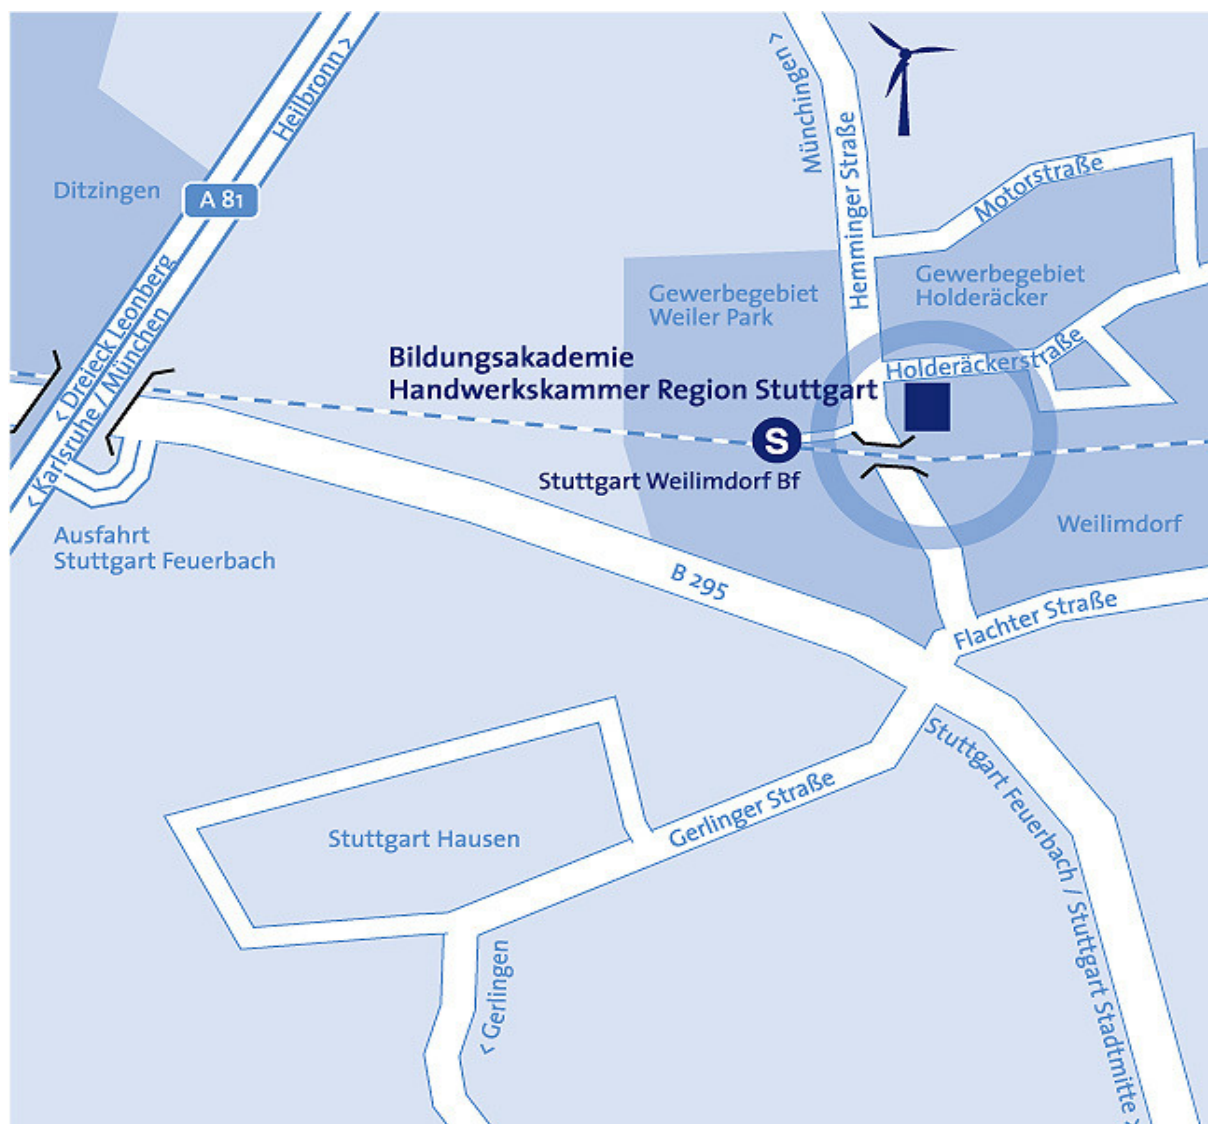 Heilbronn >
Münchingen >
Ditzingen
A 81
Hemminger Straße
Motorstraße
< Dreieck Leonberg
< Karlsruhe / München
Gewerbegebiet
Weiler Park
Gewerbegebiet
Holderäcker
Holderäckerstraße
Bildungsakademie
Handwerkskammer Region Stuttgart
S
Stuttgart Weilimdorf Bf
Ausfahrt
Stuttgart Feuerbach
Weilimdorf
B 295
Flachter Straße
Stuttgart Feuerbach / Stuttgart Stadtmitte >
Gerlinger Straße
Stuttgart Hausen
< Gerlingen